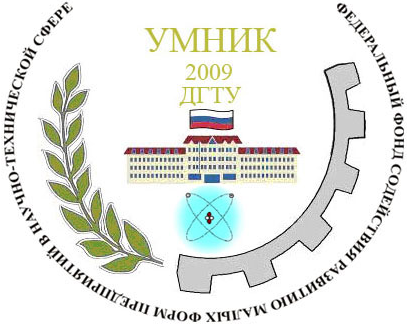 УМНИК
2009
ДГТУ
ФЕДЕРАЛЬНЫЙ ФОНД СОДЕЙСТВИЯ РАЗВИТИЮ МАЛЫХ ФОРМ ПРЕДПРИЯТИЙ В НАУЧНО-ТЕХНИЧЕСКОЙ СФЕРЕ